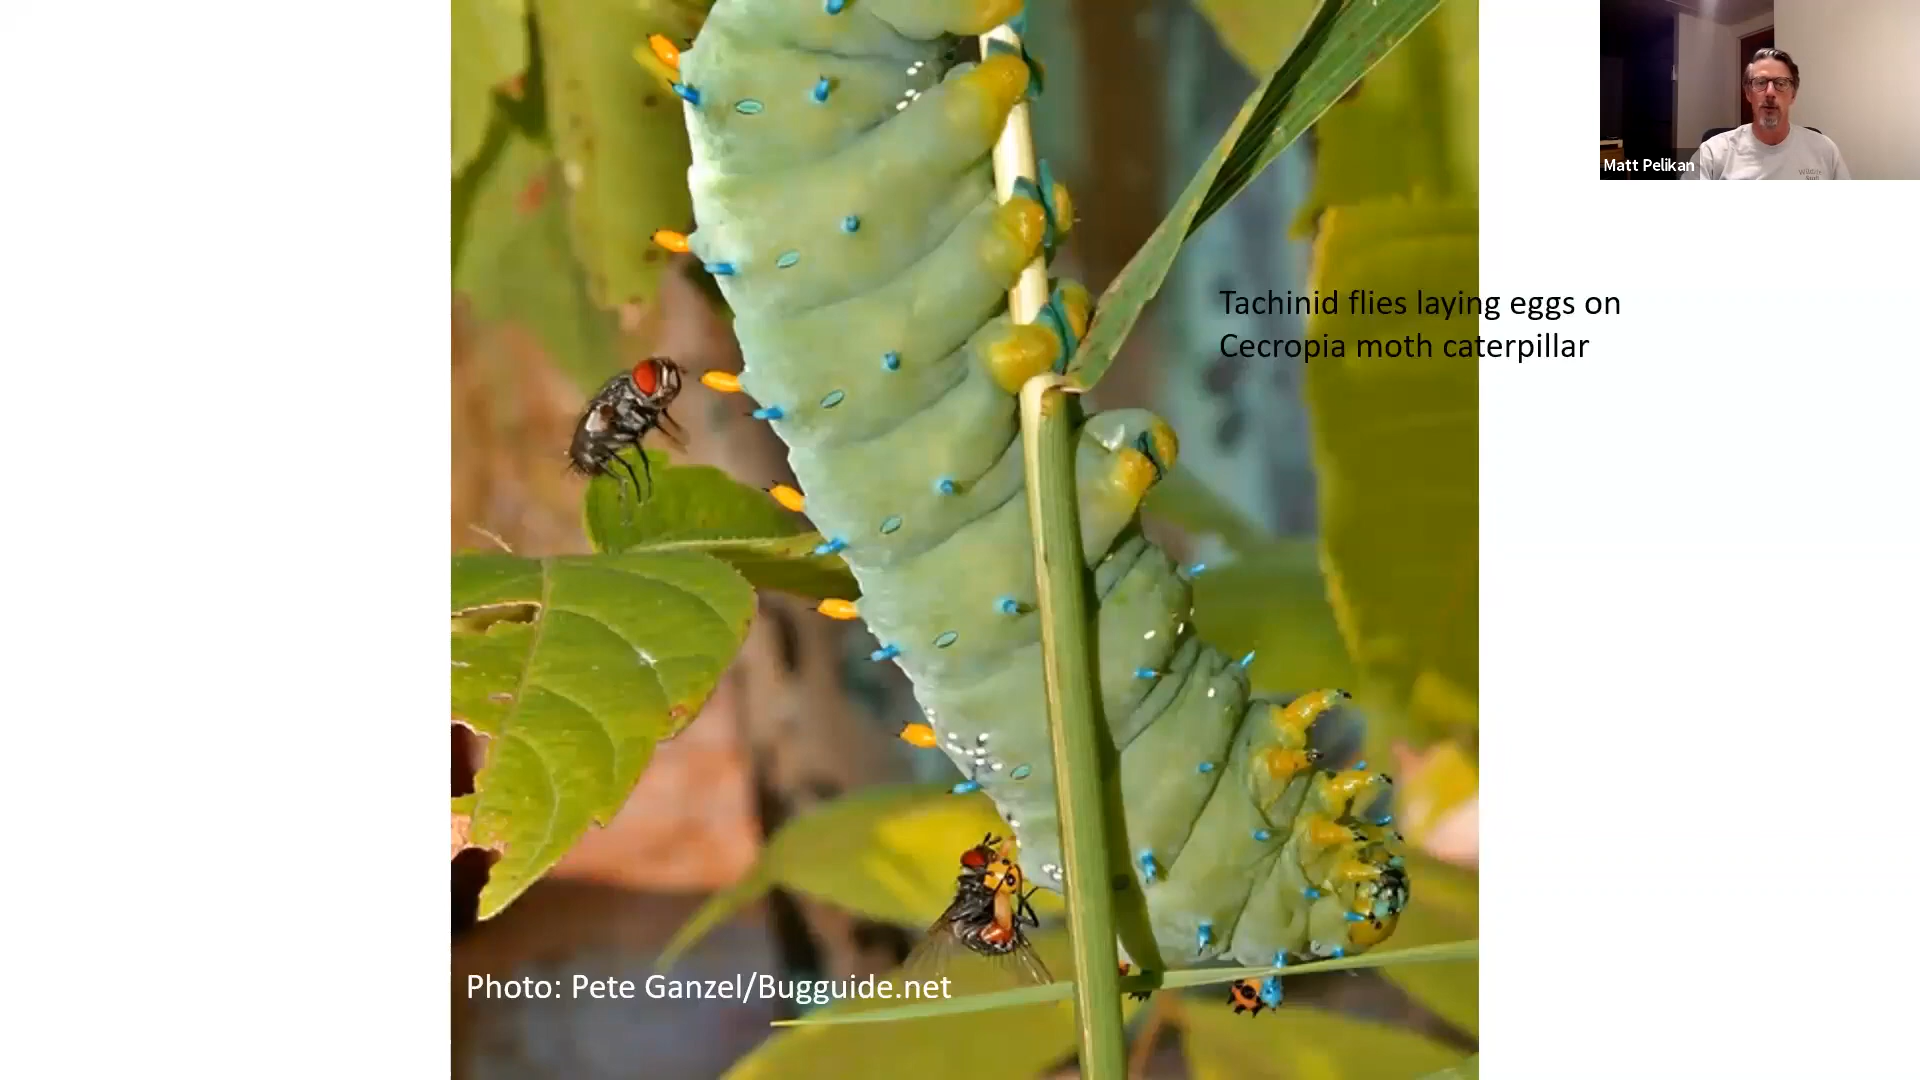 Matt Pelikan
Tachinid flies laying eggs on
Cecropia moth caterpillar
Photo: Pete Ganzel/Bugguide.net